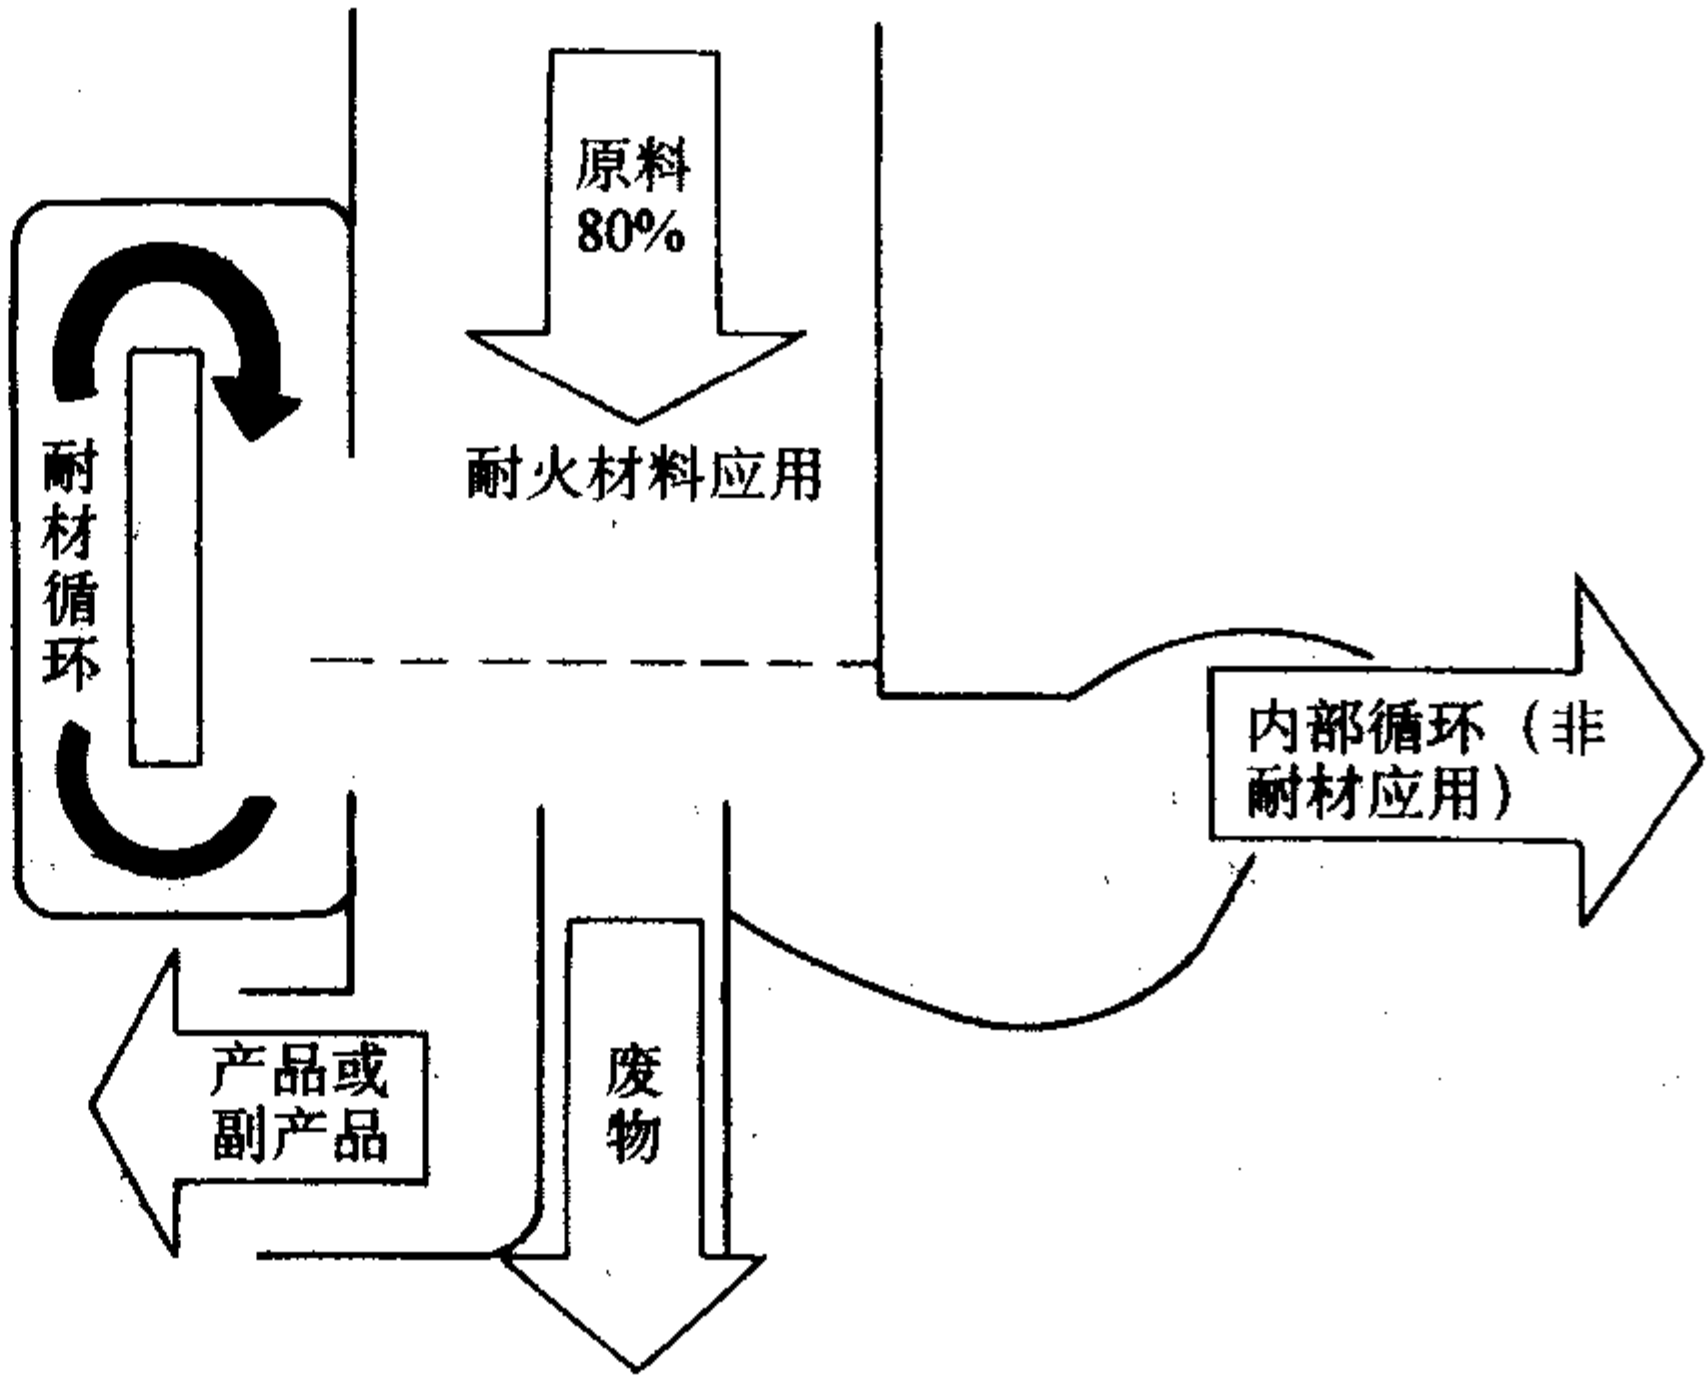 原料
80%
耐火材料应用
耐材循环
内部循环（非
耐材应用）
产品或
副产品
废物